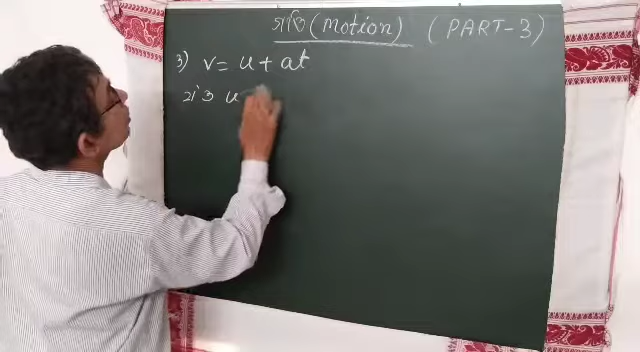 গতি (Motion) (PART-3)
3) v = u + at
u